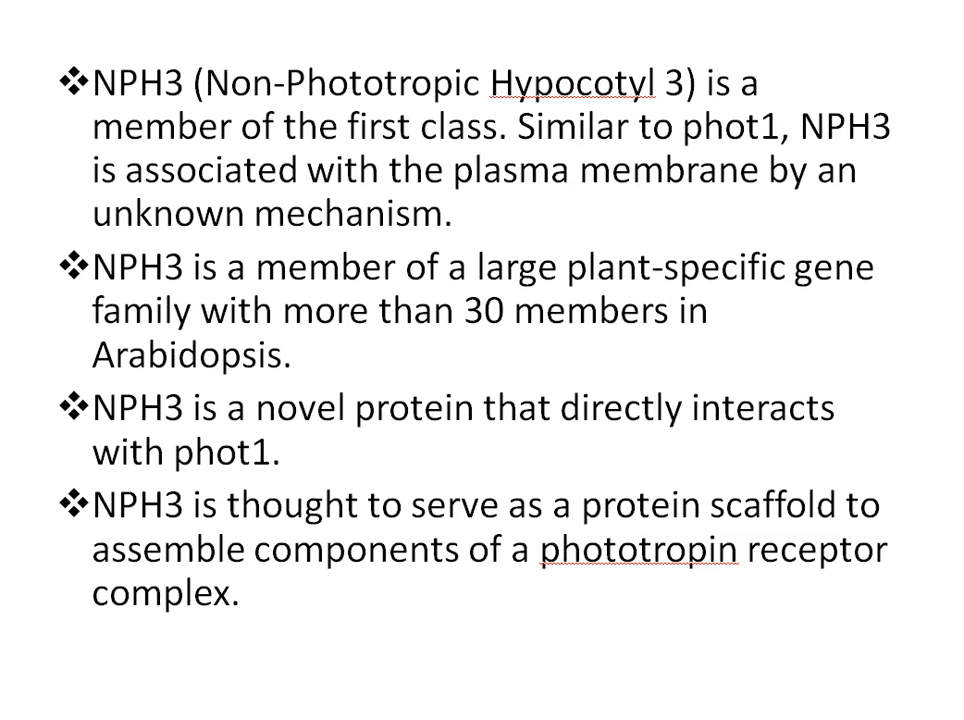 ❖NPH3 (Non-Phototropic Hypocotyl 3) is a
member of the first class. Similar to phot1, NPH3
is associated with the plasma membrane by an
unknown mechanism.
❖NPH3 is a member of a large plant-specific gene
family with more than 30 members in
Arabidopsis.
❖NPH3 is a novel protein that directly interacts
with phot1.
❖NPH3 is thought to serve as a protein scaffold to
assemble components of a phototropin receptor
complex.